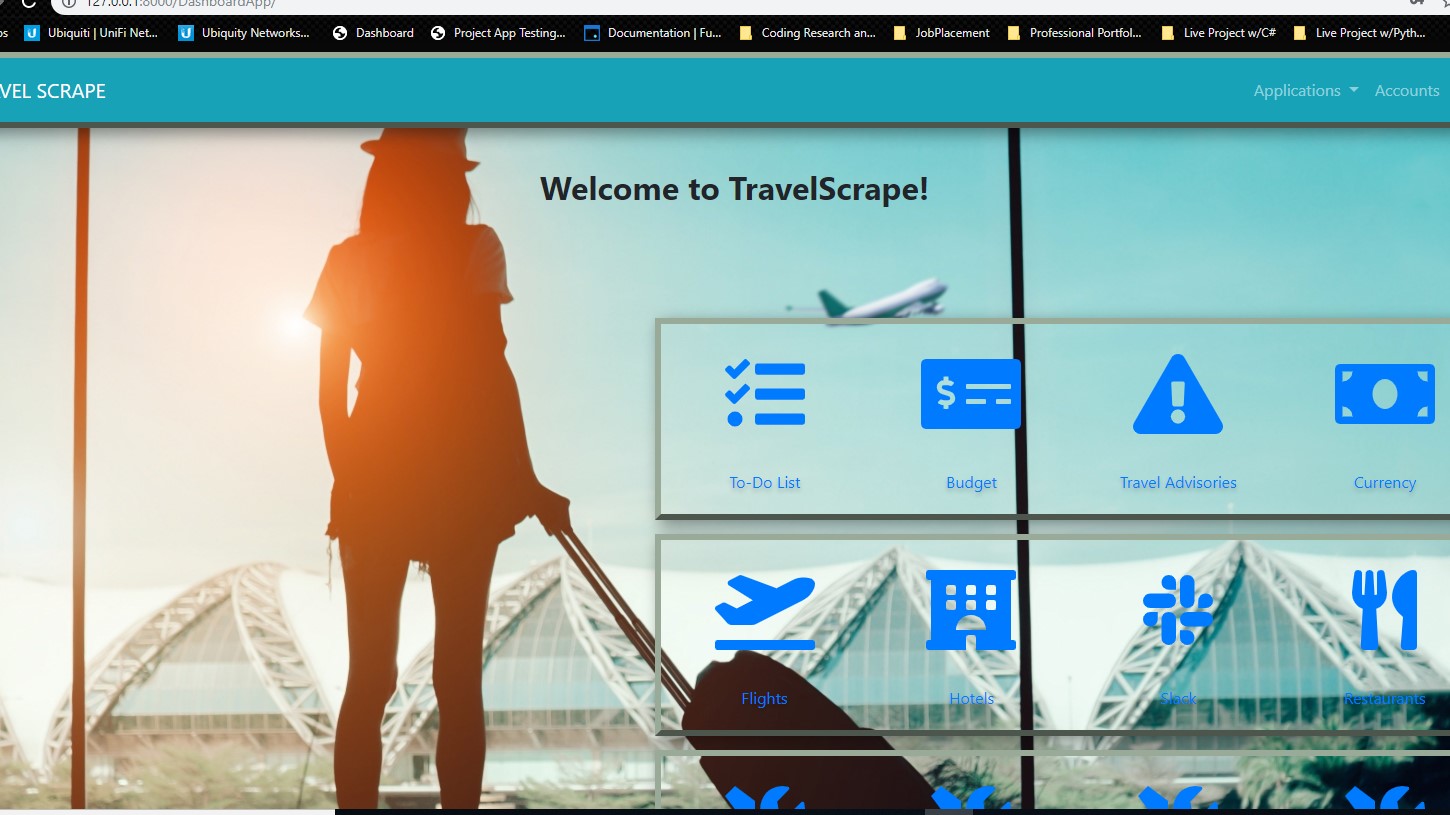 127.0.0.1:8000/DashboardApp/
ps Ubiquiti | UniFi Net... Ubiquity Networks... Dashboard Project App Testing... Documentation | Fu... Coding Research an... JobPlacement Professional Portfol... Live Project w/C# Live Project w/Pyth...
VEL SCRAPE Applications Accounts
Welcome to TravelScrape!
To-Do List Budget Travel Advisories Currency
Flights Hotels Slack Restaurants